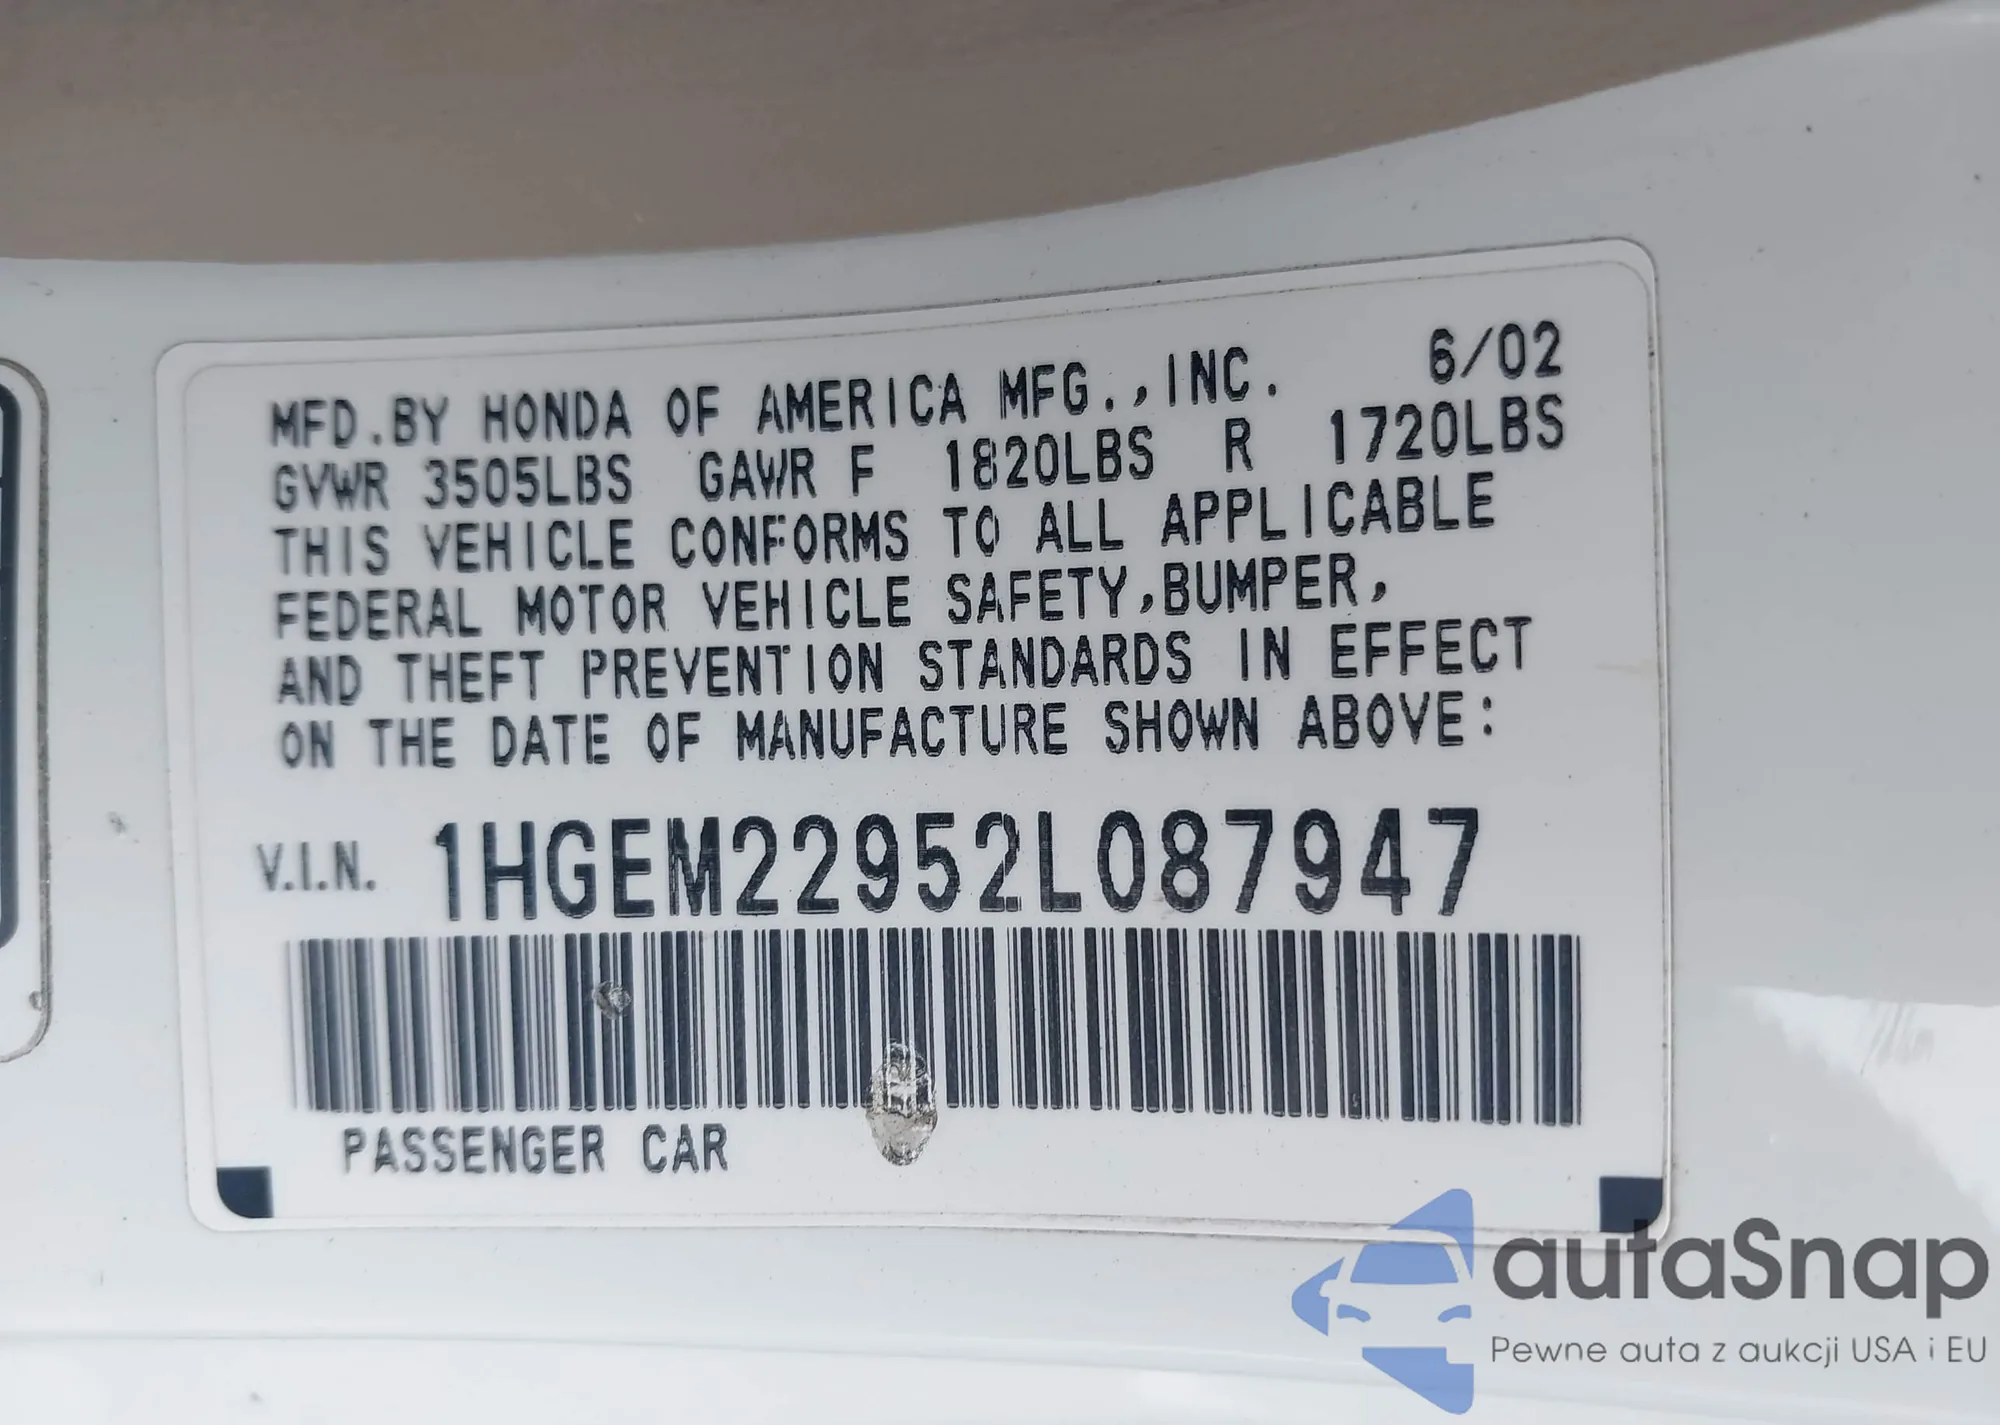 6/02
MFD.BY HONDA OF AMERICA MFG.,INC.
GVWR 3505LBS GAWR F 1820LBS R 1720LBS
THIS VEHICLE CONFORMS TO ALL APPLICABLE
FEDERAL MOTOR VEHICLE SAFETY,BUMPER,
AND THEFT PREVENTION STANDARDS IN EFFECT
ON THE DATE OF MANUFACTURE SHOWN ABOVE:
V.I.N. 1HGEM22952L087947
PASSENGER CAR
autaSnap
Pewne auta z aukcji USA i EU